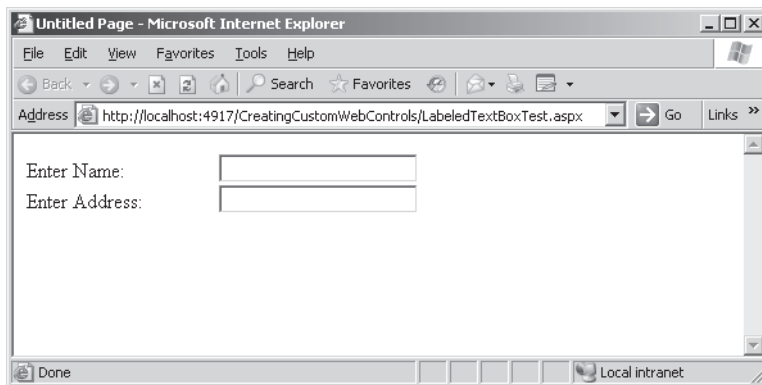 Untitled Page - Microsoft Internet Explorer
File Edit View Favorites Tools Help
Back Search Favorites
Address http://localhost:4917/CreatingCustomWebControls/LabeledTextBoxTest.aspx Go Links »
Enter Name:
Enter Address:
Done Local intranet